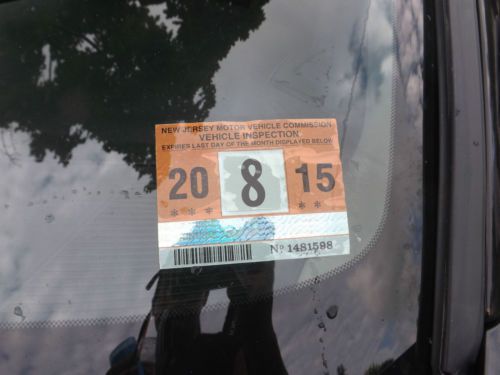 NEW JERSEY MOTOR VEHICLE COMMISSION
VEHICLE INSPECTION
EXPIRES LAST DAY OF THE MONTH DISPLAYED BELOW
20 8 15
** * **
Nº 1481598